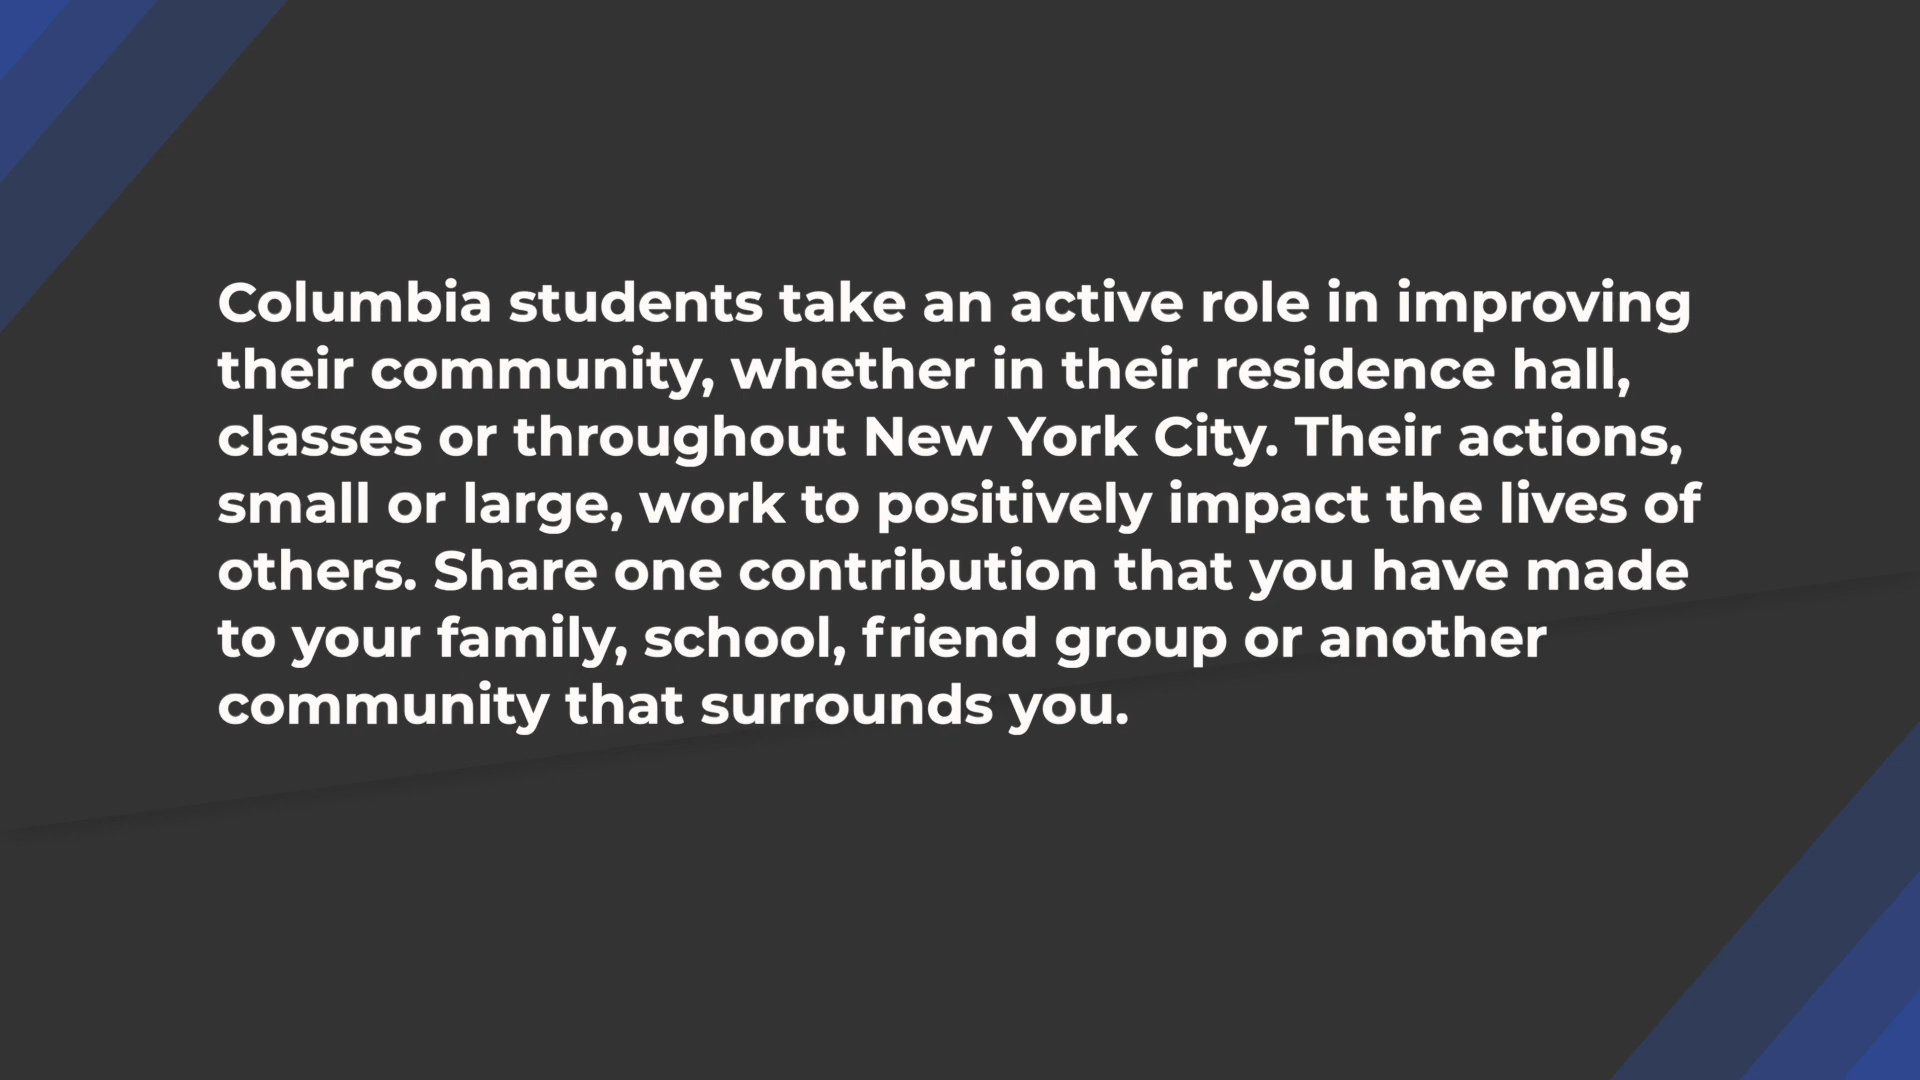 Columbia students take an active role in improving
their community, whether in their residence hall,
classes or throughout New York City. Their actions,
small or large, work to positively impact the lives of
others. Share one contribution that you have made
to your family, school, friend group or another
community that surrounds you.